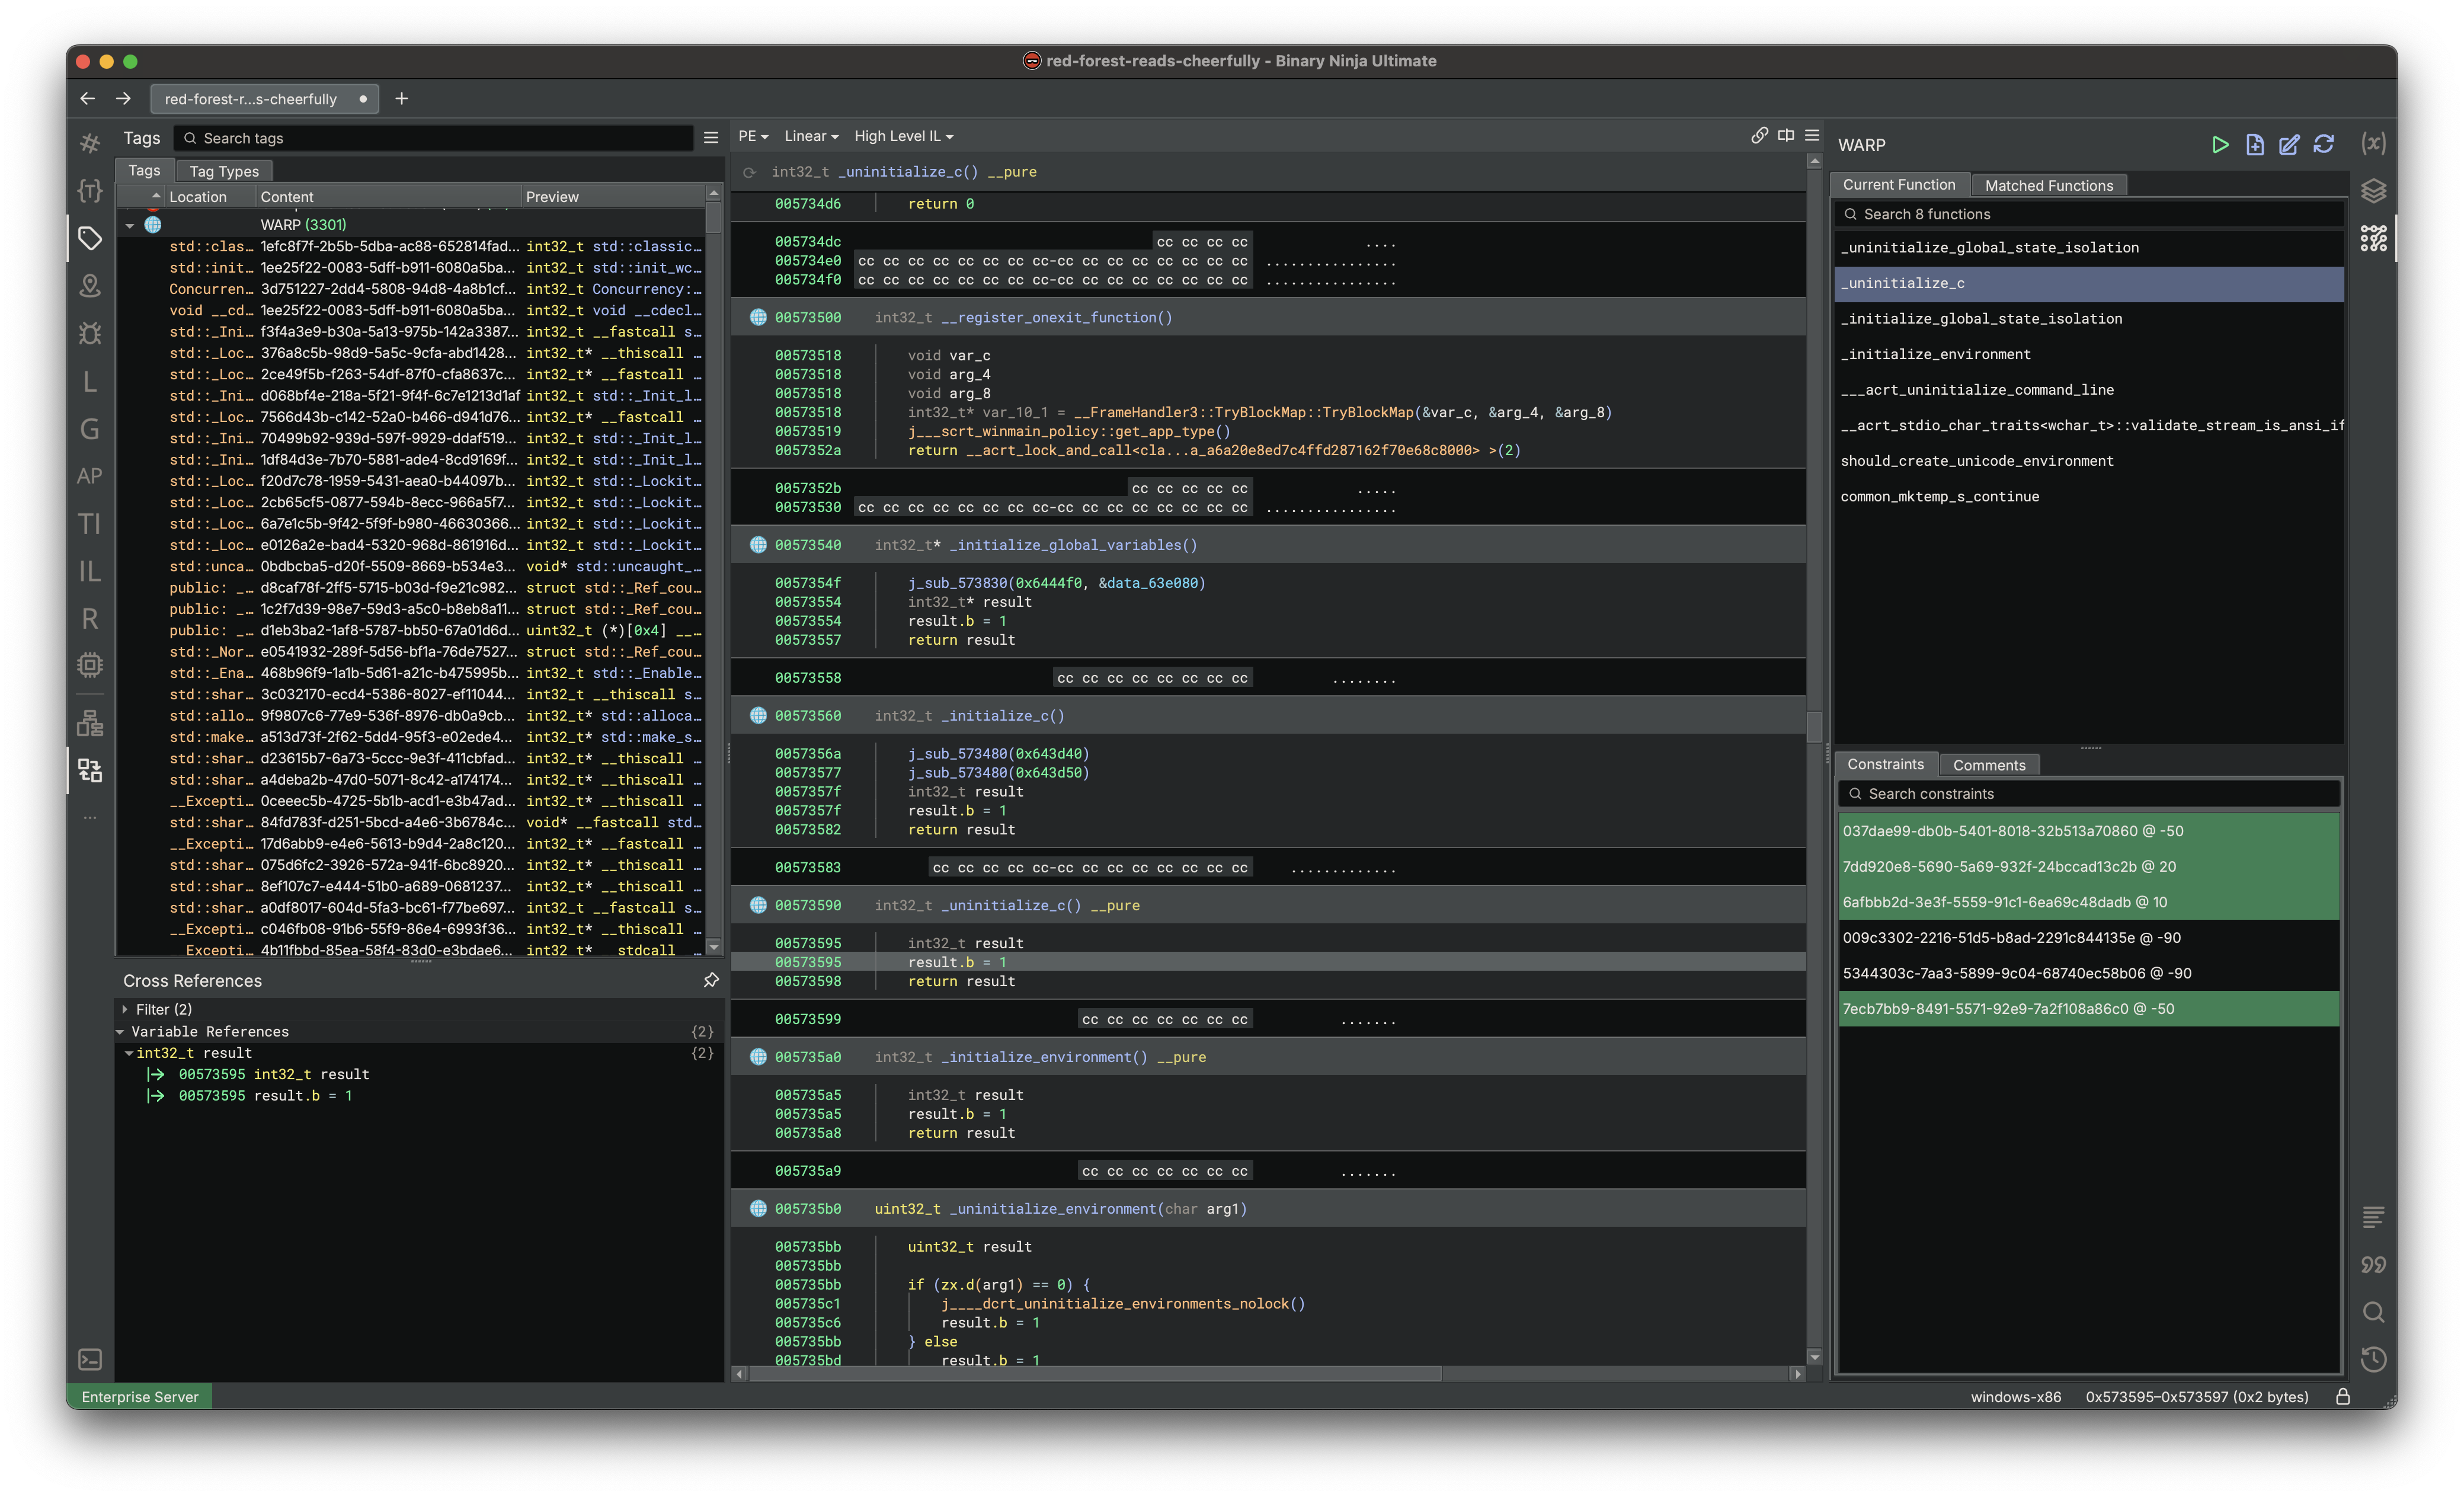 red-forest-reads-cheerfully - Binary Ninja Ultimate
red-forest-r...s-cheerfully
Tags
Search tags
Tags Tag Types
Location Content Preview
WARP (3301)
std::clas… 1efc8f7f-2b5b-5dba-ac88-652814fad... int32_t std::classic…
std::init… 1ee25f22-0083-5dff-b911-6080a5ba... int32_t std::init_wc…
Concurren… 3d751227-2dd4-5808-94d8-4a8b1cf... int32_t Concurrency:…
void __cd… 1ee25f22-0083-5dff-b911-6080a5ba... int32_t void __cdecl…
std::_Ini… f3f4a3e9-b30a-5a13-975b-142a3387... int32_t __fastcall s…
std::_Loc… 376a8c5b-98d9-5a5c-9cfa-abd1428... int32_t* __thiscall …
std::_Loc… 2ce49f5b-f263-54df-87f0-cfa8637c... int32_t* __fastcall …
std::_Ini… d068bf4e-218a-5f21-9f4f-6c7e1213d1af int32_t std::_Init_l…
std::_Loc… 7566d43b-c142-52a0-b466-d941d76... int32_t* __fastcall …
std::_Ini… 70499b92-939d-597f-9929-ddaf519... int32_t std::_Init_l…
std::_Ini… 1df84d3e-7b70-5881-ade4-8cd9169f... int32_t std::_Init_l…
std::_Loc… f20d7c78-1959-5431-aea0-b44097b... int32_t std::_Lockit…
std::_Loc… 2cb65cf5-0877-594b-8ecc-966a5f7... int32_t std::_Lockit…
std::_Loc… 6a7e1c5b-9f42-5f9f-b980-46630366... int32_t std::_Lockit…
std::_Loc… e0126a2e-bad4-5320-968d-861916d... int32_t std::_Lockit…
std::unca… 0bdbcba5-d20f-5509-8669-b534e3... void* std::uncaught_…
public: _… d8caf78f-2ff5-5715-b03d-f9e21c982... struct std::_Ref_cou…
public: _… 1c2f7d39-98e7-59d3-a5c0-b8eb8a11... struct std::_Ref_cou…
public: _… d1eb3ba2-1af8-5787-bb50-67a01d6d... uint32_t (*)[0x4] __…
std::_Nor… e0541932-289f-5d56-bf1a-76de7527... struct std::_Ref_cou…
std::_Ena… 468b96f9-1a1b-5d61-a21c-b475995b... int32_t std::_Enable…
std::shar… 3c032170-ecd4-5386-8027-ef11044... int32_t __thiscall s…
std::allo… 9f9807c6-77e9-536f-8976-db0a9cb... int32_t* std::alloca…
std::make… a513d73f-2f62-5dd4-95f3-e02ede4... int32_t* std::make_s…
std::shar… d23615b7-6a73-5ccc-9e3f-411cbfad... int32_t* __thiscall …
std::shar… a4deba2b-47d0-5071-8c42-a174174... int32_t* __thiscall …
__Excepti… 0ceeec5b-4725-5b1b-acd1-e3b47ad... int32_t* __thiscall …
std::shar… 84fd783f-d251-5bcd-a4e6-3b6784c... void* __fastcall std…
__Excepti… 17d6abb9-e4e6-5613-b9d4-2a8c120... int32_t* __fastcall …
std::shar… 075d6fc2-3926-572a-941f-6bc8920... int32_t* __thiscall …
std::shar… 8ef107c7-e444-51b0-a689-0681237... int32_t* __thiscall …
std::shar… a0df8017-604d-5fa3-bc61-f77be697... int32_t __fastcall s…
__Excepti… c046fb08-91b6-55f9-86e4-6993f36... int32_t* __thiscall …
__Excepti… 4b11fbbd-85ea-58f4-83d0-e3bdae6... int32_t* __stdcall …
Cross References
Filter (2)
Variable References {2}
int32_t result {2}
00573595 int32_t result
00573595 result.b = 1
L
G
AP
TI
IL
R
PE Linear High Level IL
int32_t _uninitialize_c() __pure
005734d6 return 0
005734dc cc cc cc cc ....
005734e0 cc cc cc cc cc cc cc cc-cc cc cc cc cc cc cc cc ................
005734f0 cc cc cc cc cc cc cc cc-cc cc cc cc cc cc cc cc ................
00573500 int32_t __register_onexit_function()
00573518 void var_c
00573518 void arg_4
00573518 void arg_8
00573518 int32_t* var_10_1 = __FrameHandler3::TryBlockMap::TryBlockMap(&var_c, &arg_4, &arg_8)
00573519 j___scrt_winmain_policy::get_app_type()
0057352a return __acrt_lock_and_call<cla...a_a6a20e8ed7c4ffd287162f70e68c8000> >(2)
0057352b cc cc cc cc cc .....
00573530 cc cc cc cc cc cc cc cc-cc cc cc cc cc cc cc cc ................
00573540 int32_t* _initialize_global_variables()
0057354f j_sub_573830(0x6444f0, &data_63e080)
00573554 int32_t* result
00573554 result.b = 1
00573557 return result
00573558 cc cc cc cc cc cc cc cc ........
00573560 int32_t _initialize_c()
0057356a j_sub_573480(0x643d40)
00573577 j_sub_573480(0x643d50)
0057357f int32_t result
0057357f result.b = 1
00573582 return result
00573583 cc cc cc cc cc-cc cc cc cc cc cc cc cc .............
00573590 int32_t _uninitialize_c() __pure
00573595 int32_t result
00573595 result.b = 1
00573598 return result
00573599 cc cc cc cc cc cc cc .......
005735a0 int32_t _initialize_environment() __pure
005735a5 int32_t result
005735a5 result.b = 1
005735a8 return result
005735a9 cc cc cc cc cc cc cc .......
005735b0 uint32_t _uninitialize_environment(char arg1)
005735bb uint32_t result
005735bb
005735bb if (zx.d(arg1) == 0) {
005735c1 j____dcrt_uninitialize_environments_nolock()
005735c6 result.b = 1
005735bb } else
005735bd result.b = 1
WARP
Current Function Matched Functions
Search 8 functions
_uninitialize_global_state_isolation
_uninitialize_c
_initialize_global_state_isolation
_initialize_environment
___acrt_uninitialize_command_line
__acrt_stdio_char_traits<wchar_t>::validate_stream_is_ansi_if
should_create_unicode_environment
common_mktemp_s_continue
Constraints Comments
Search constraints
037dae99-db0b-5401-8018-32b513a70860 @ -50
7dd920e8-5690-5a69-932f-24bccad13c2b @ 20
6afbbb2d-3e3f-5559-91c1-6ea69c48dadb @ 10
009c3302-2216-51d5-b8ad-2291c844135e @ -90
5344303c-7aa3-5899-9c04-68740ec58b06 @ -90
7ecb7bb9-8491-5571-92e9-7a2f108a86c0 @ -50
Enterprise Server
windows-x86 0x573595–0x573597 (0x2 bytes)